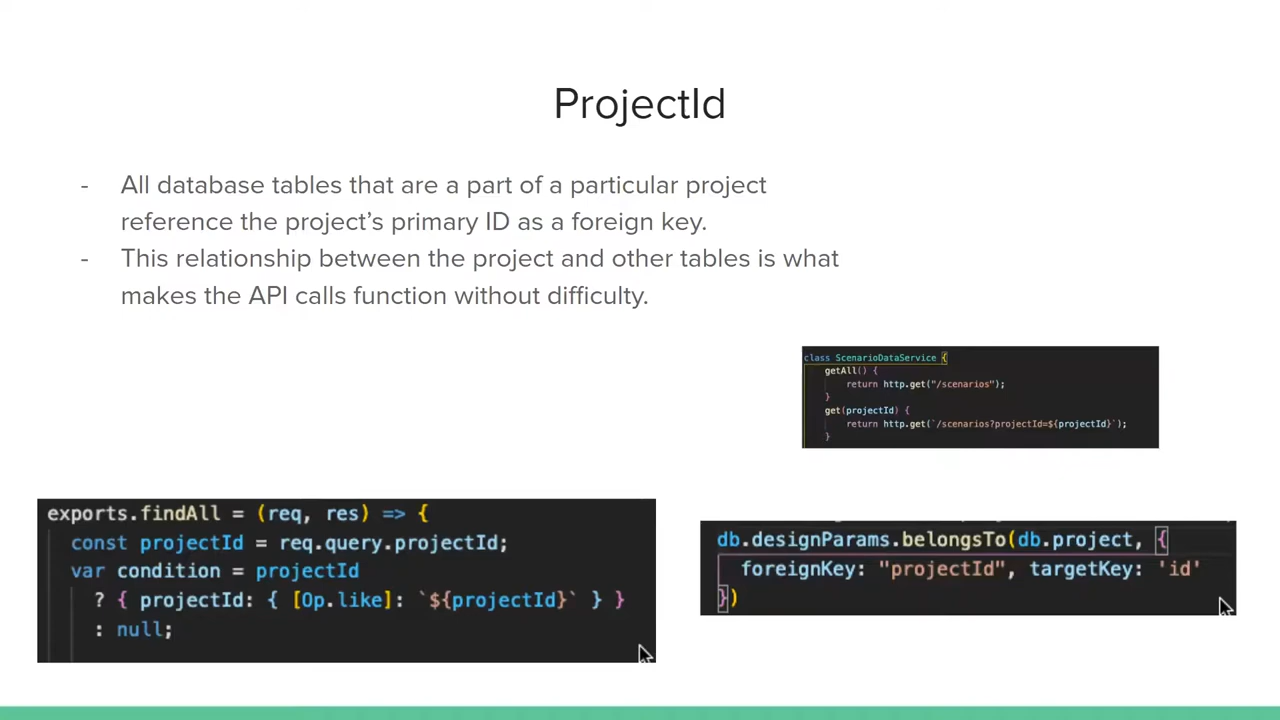 ProjectId
- All database tables that are a part of a particular project
reference the project’s primary ID as a foreign key.
- This relationship between the project and other tables is what
makes the API calls function without difficulty.
class ScenarioDataService {
getAll() {
return http.get("/scenarios");
}
get(projectId) {
return http.get(`/scenarios?projectId=${projectId}`);
}
exports.findAll = (req, res) => {
const projectId = req.query.projectId;
var condition = projectId
? { projectId: { [Op.like]: `${projectId}` } }
: null;
db.designParams.belongsTo(db.project, {
foreignKey: "projectId", targetKey: 'id'
})